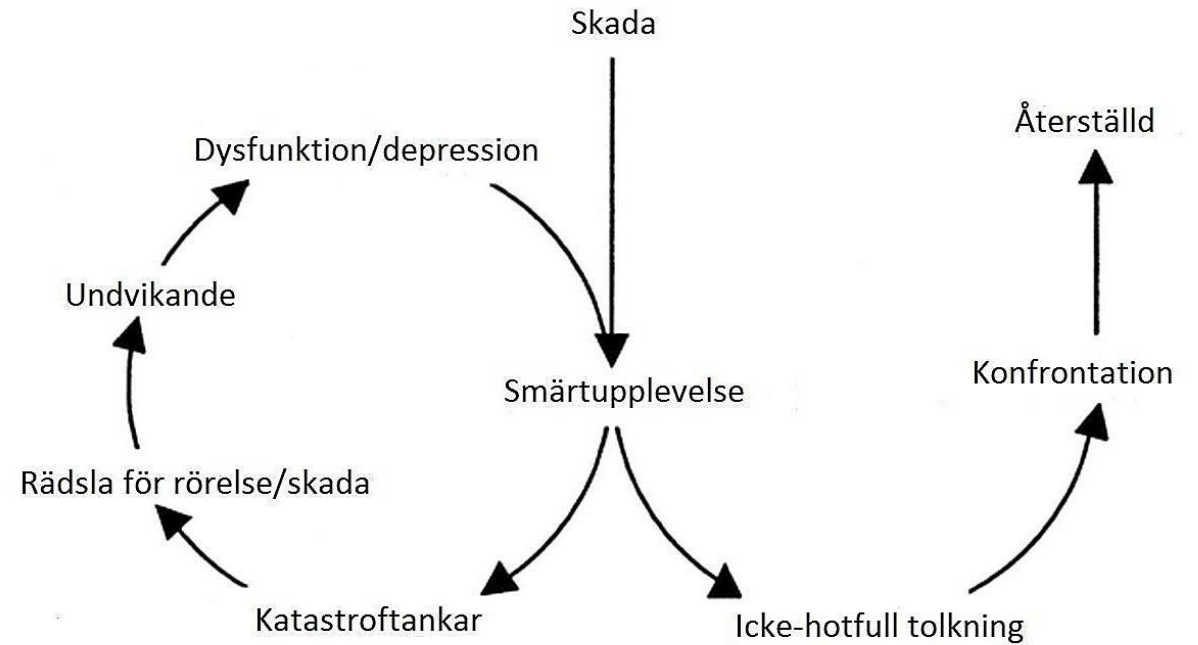 Skada
Återställd
Dysfunktion/depression
Undvikande
Konfrontation
Smärtupplevelse
Rädsla för rörelse/skada
Katastroftankar
Icke-hotfull tolkning